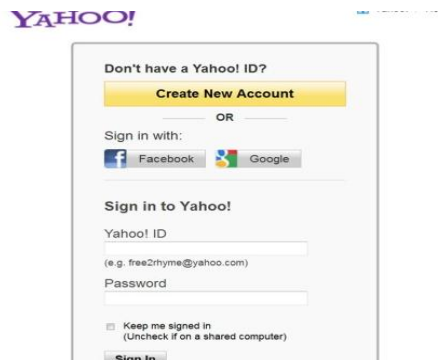 YAHOO!
Don't have a Yahoo! ID?
Create New Account
OR
Sign in with:
Facebook Google
Sign in to Yahoo!
Yahoo! ID
(e.g. free2rhyme@yahoo.com)
Password
Keep me signed in
(Uncheck if on a shared computer)
Sign In